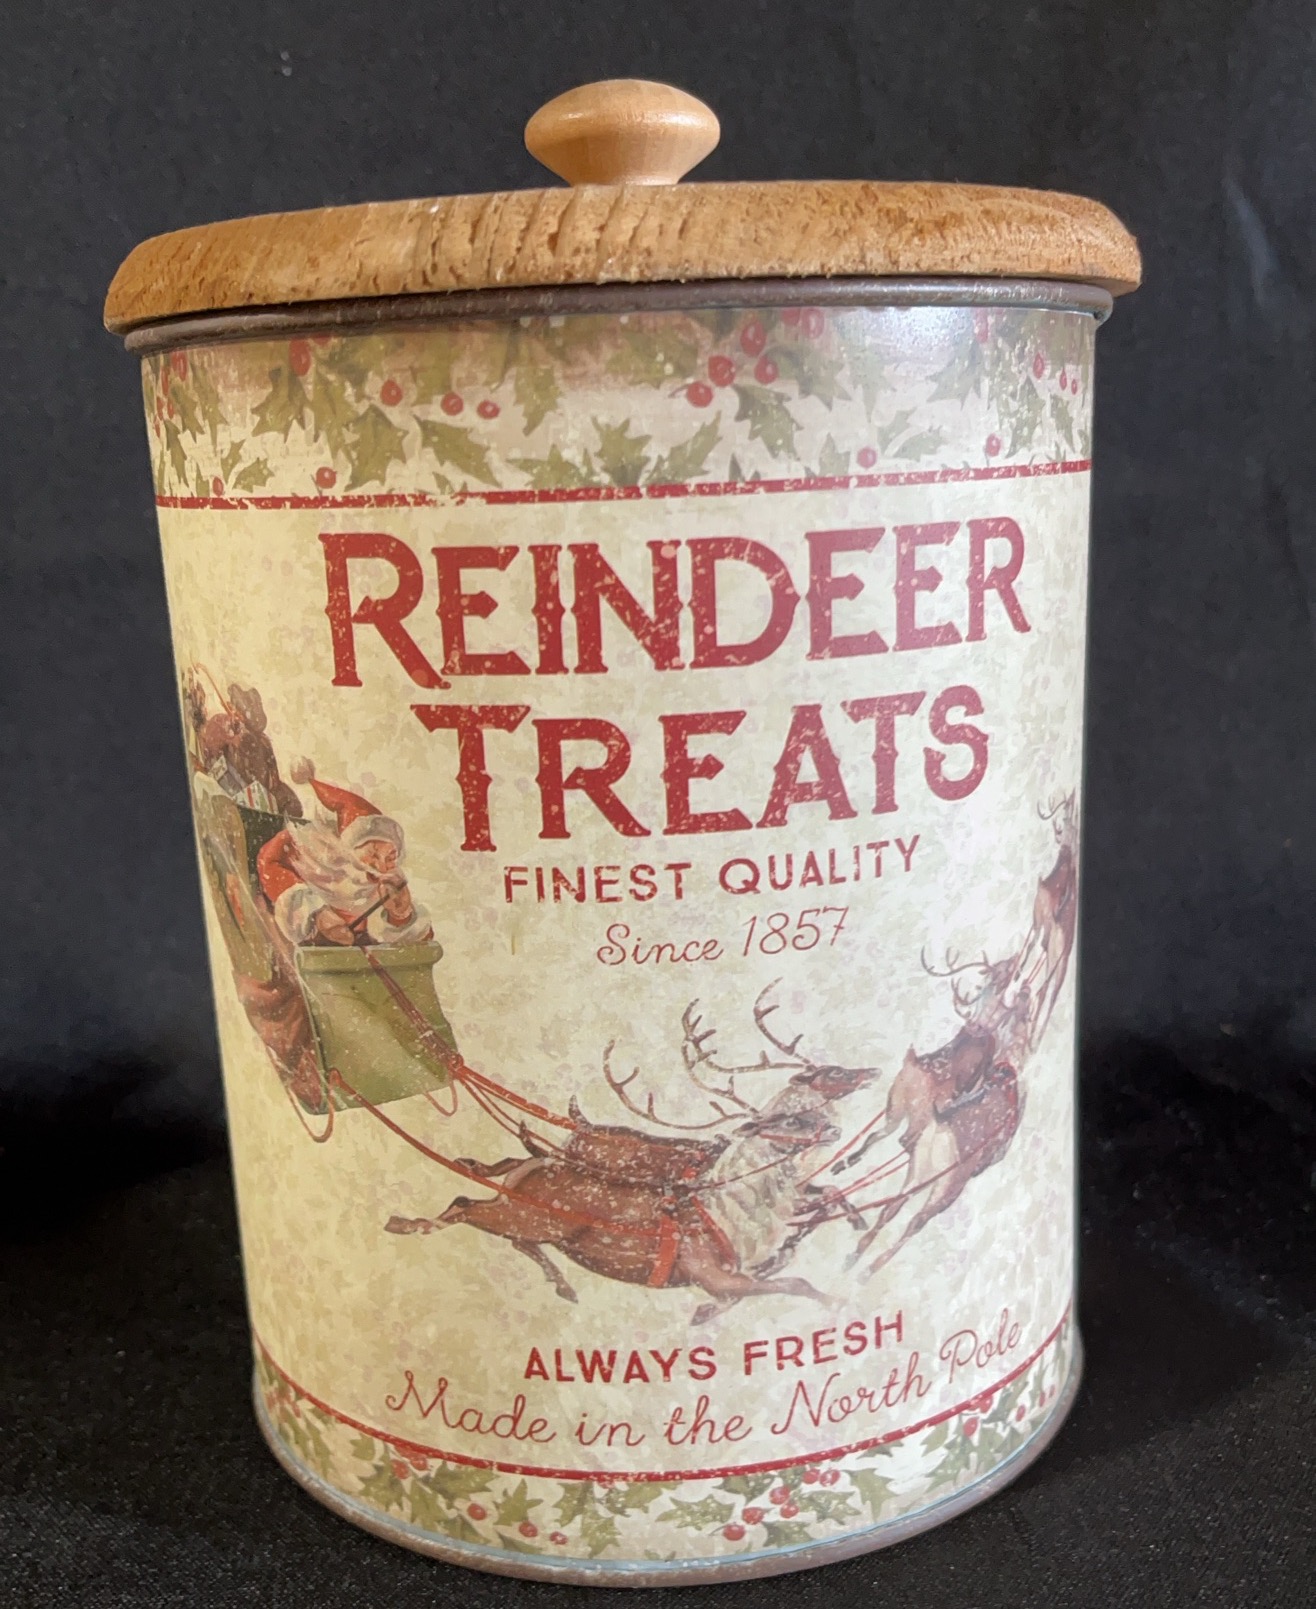 REINDEER
TREATS
FINEST QUALITY
Since 1857
ALWAYS FRESH
Made in the North Pole